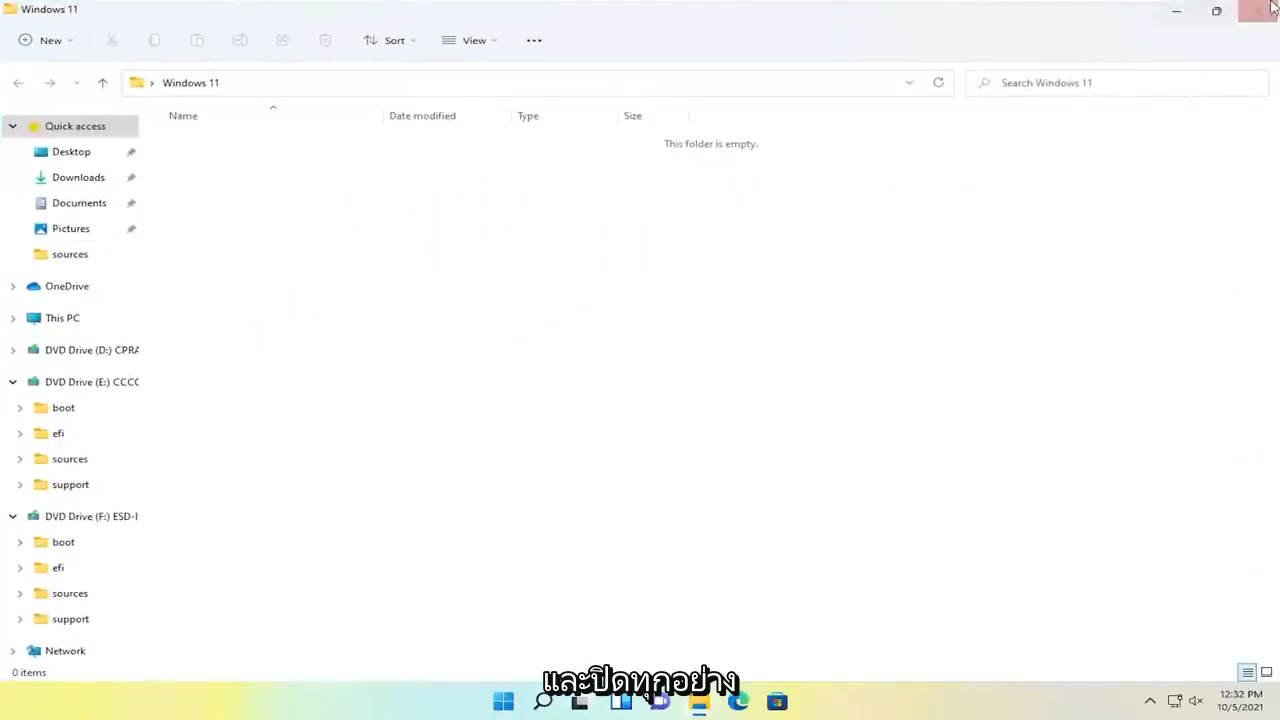 Windows 11
New
Sort
View
Windows 11
Search Windows 11
Name
Date modified
Type
Size
This folder is empty.
Quick access
Desktop
Downloads
Documents
Pictures
sources
OneDrive
This PC
DVD Drive (D:) CPRA
DVD Drive (E:) CCCO
boot
efi
sources
support
DVD Drive (F:) ESD-I
boot
efi
sources
support
Network
0 items
และปิดทุกอย่าง
12:32 PM
10/5/2021